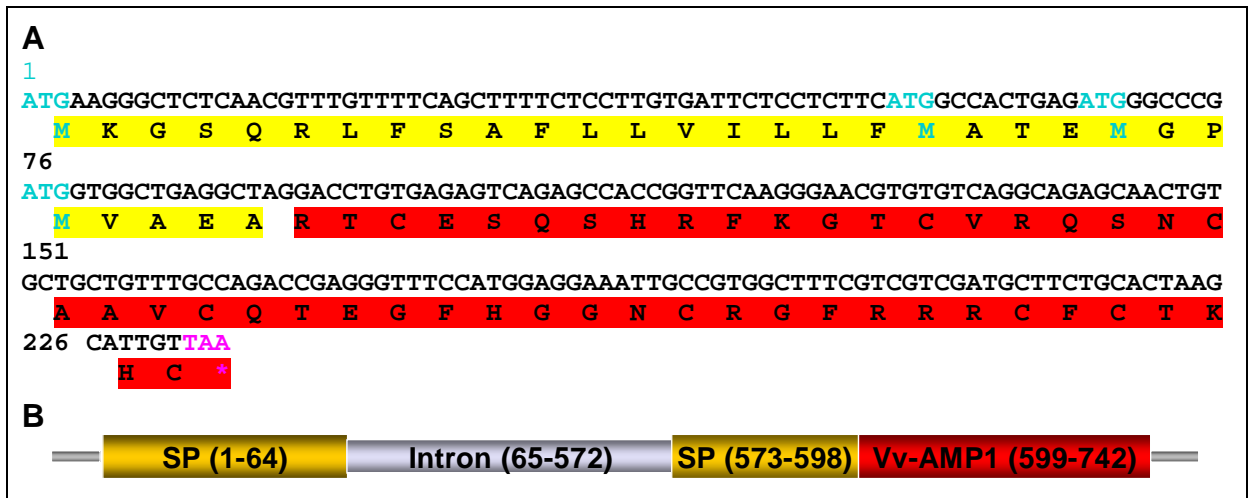 A
1
ATGAAGGGCTCTCAACGTTTGTTTTCAGCTTTTCTCCTTGTGATTCTCCTCTTCATGGCCACTGAGATGGGCCCG
M K G S Q R L F S A F L L V I L L F M A T E M G P
76
ATGGTGGCTGAGGCTAGGACCTGTGAGAGTCAGAGCCACCGGTTCAAGGGAACGTGTGTCAGGCAGAGCAACTGT
M V A E A R T C E S Q S H R F K G T C V R Q S N C
151
GCTGCTGTTTGCCAGACCGAGGGTTTCCATGGAGGAAATTGCCGTGGCTTTCGTCGTCGATGCTTCTGCACTAAG
A A V C Q T E G F H G G N C R G F R R R C F C T K
226 CATTGTTAA
H C *
B
SP (1-64) Intron (65-572) SP (573-598) Vv-AMP1 (599-742)